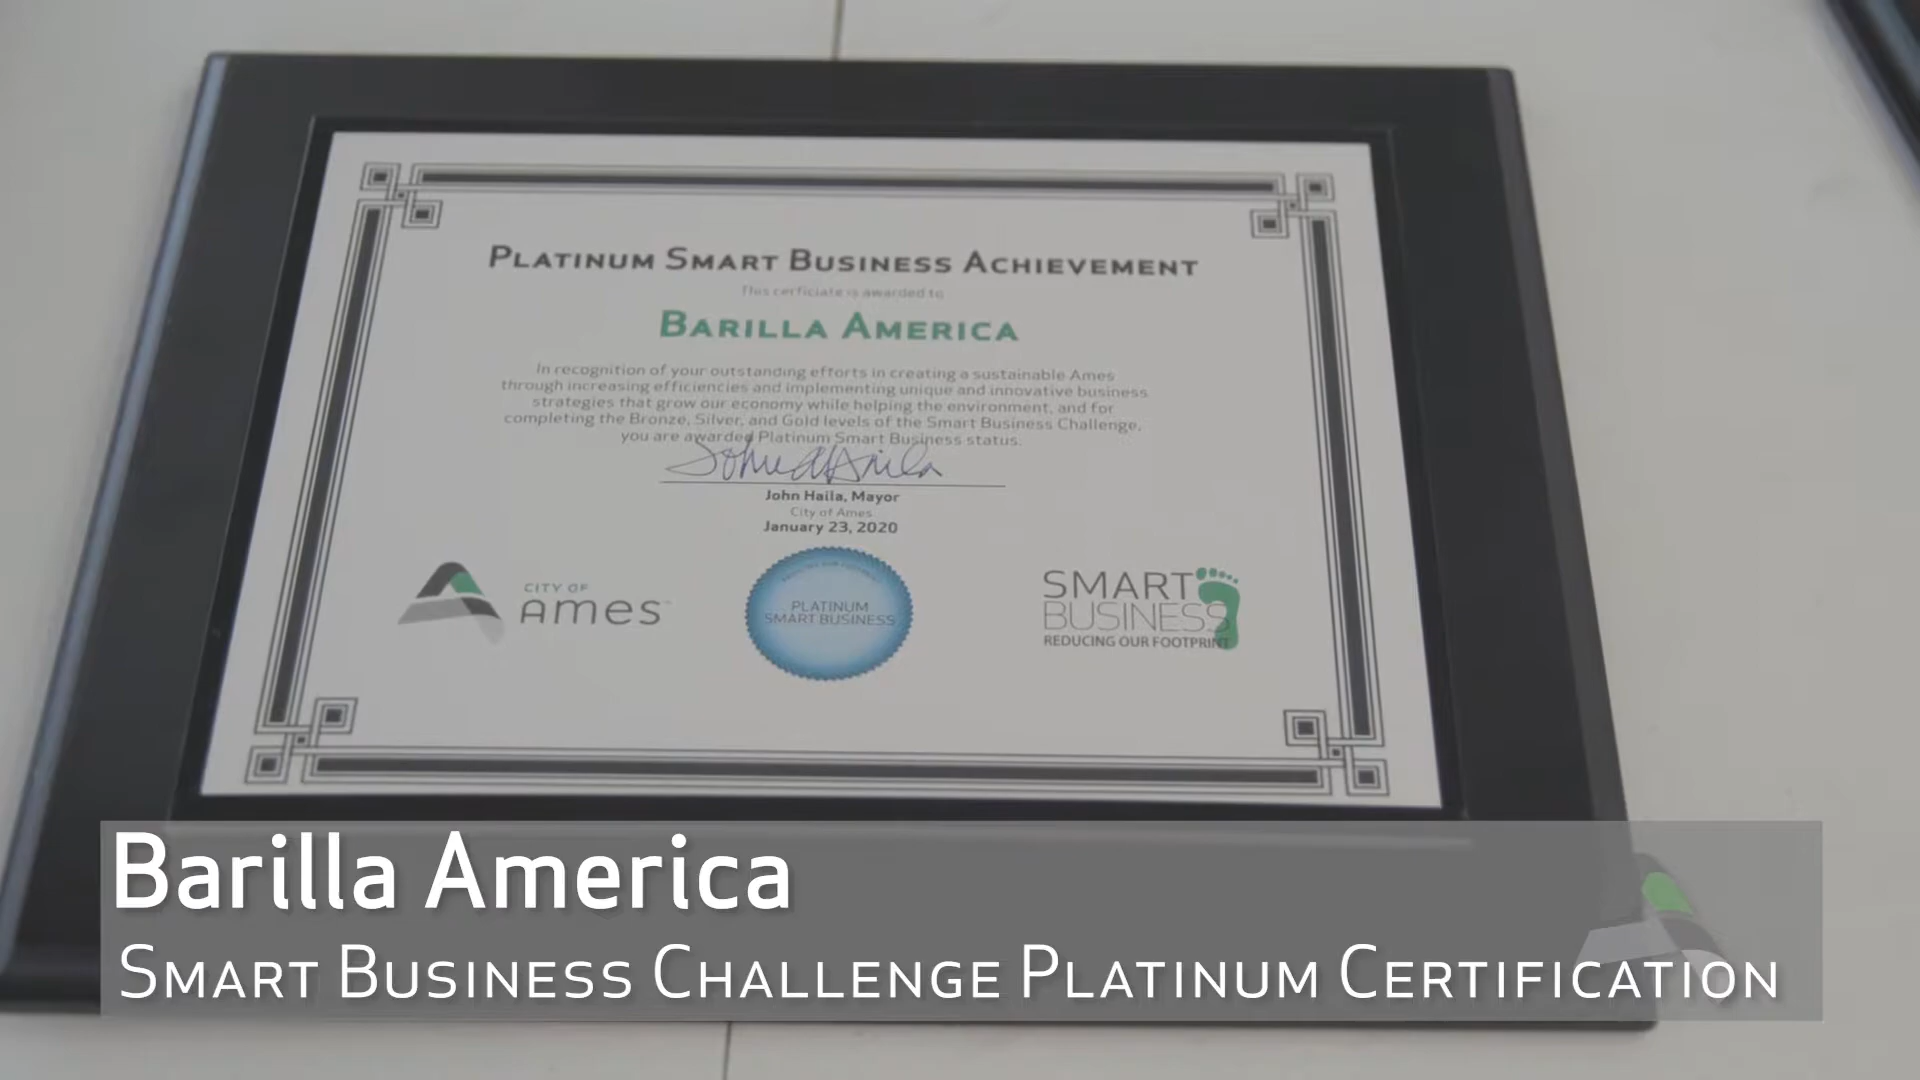 PLATINUM SMART BUSINESS ACHIEVEMENT
This cerficiate is awarded to
BARILLA AMERICA
In recognition of your outstanding efforts in creating a sustainable Ames
through increasing efficiencies and implementing unique and innovative business
strategies that grow our economy while helping the environment, and for
completing the Bronze, Silver, and Gold levels of the Smart Business Challenge,
you are awarded Platinum Smart Business status.
John Haila
John Haila, Mayor
City of Ames
January 23, 2020
CITY OF
AMES
PLATINUM
SMART BUSINESS
SMART
BUSINESS
REDUCING OUR FOOTPRINT
Barilla America
SMART BUSINESS CHALLENGE PLATINUM CERTIFICATION